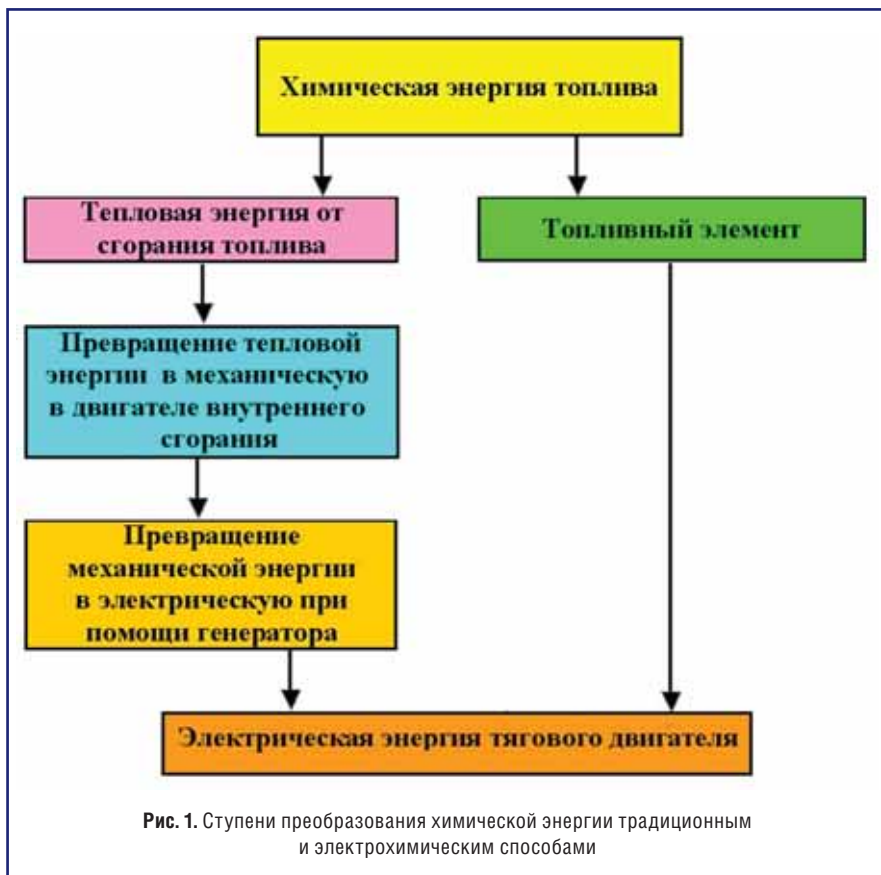 Химическая энергия топлива
Тепловая энергия от
сгорания топлива
Топливный элемент
Превращение тепловой
энергии в механическую
в двигателе внутреннего
сгорания
Превращение
механической энергии
в электрическую при
помощи генератора
Электрическая энергия тягового двигателя
Рис. 1. Ступени преобразования химической энергии традиционным
и электрохимическим способами